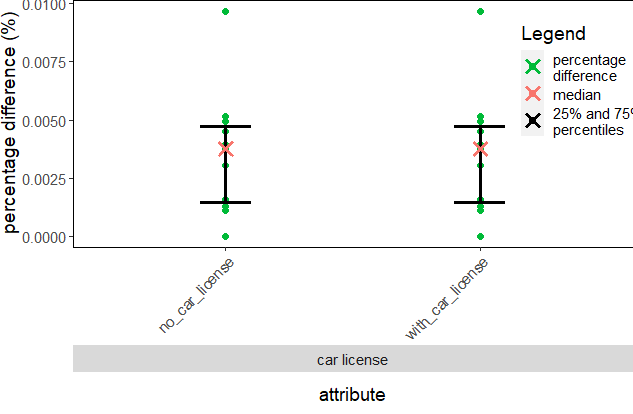 percentage difference (%)
0.0100
0.0075
0.0050
0.0025
0.0000
Legend
percentage
difference
median
25% and 75%
percentiles
no_car_license
with_car_license
car license
attribute